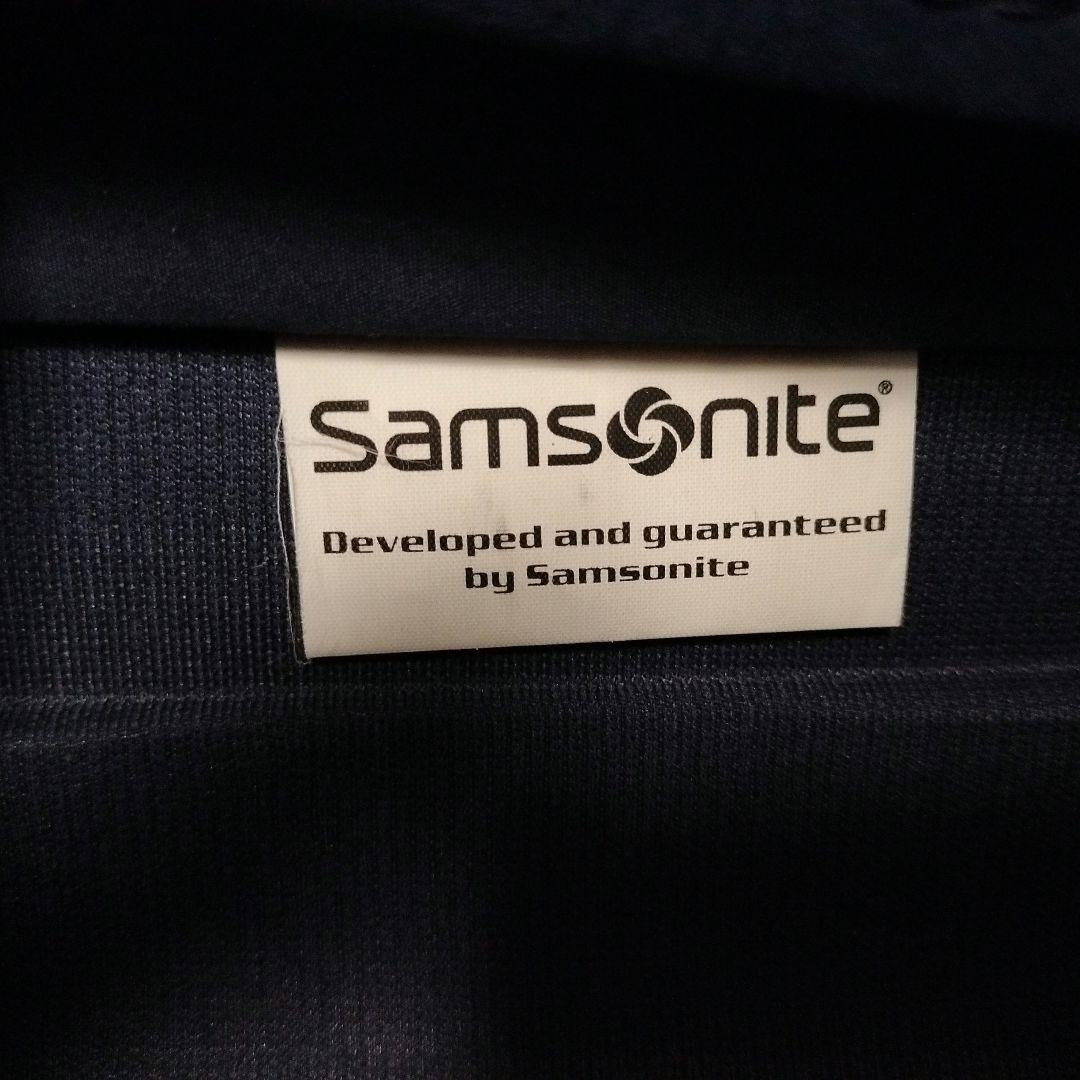 Samsonite®
Developed and guaranteed
by Samsonite